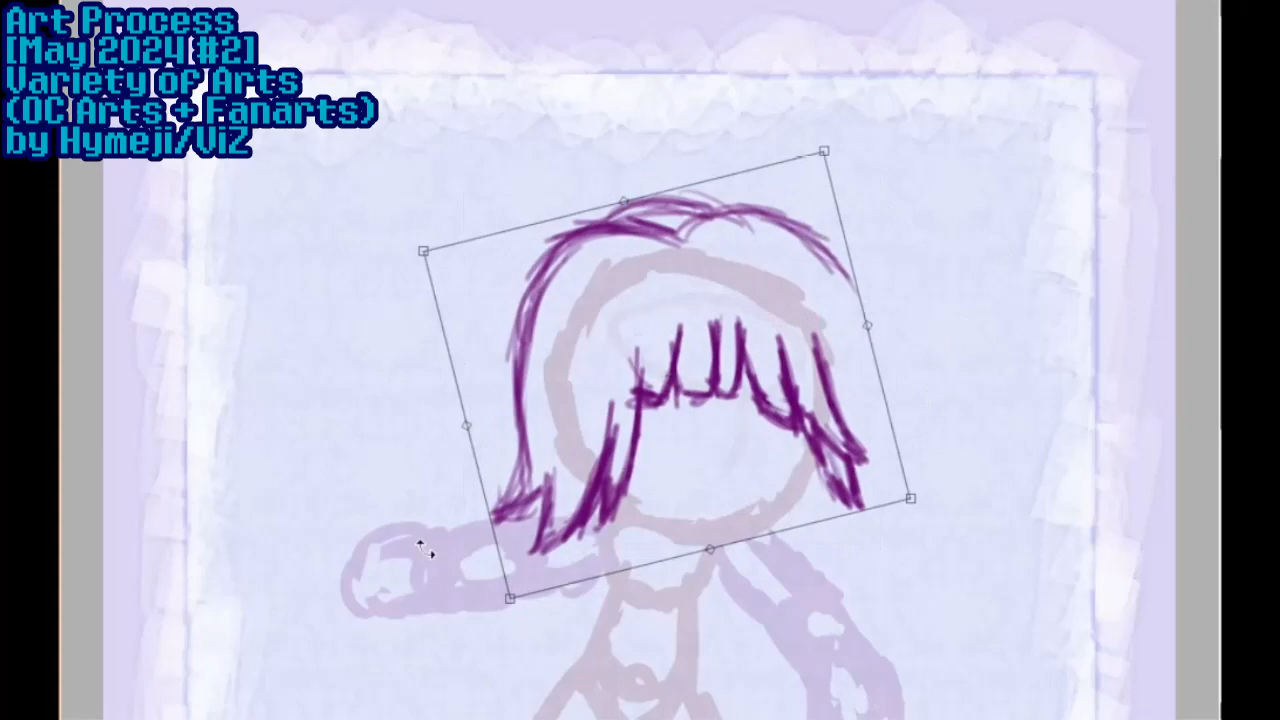 Art Process
[May 2024 #2]
Variety of Arts
(OC Arts + Fanarts)
by Hymeji/ViZ